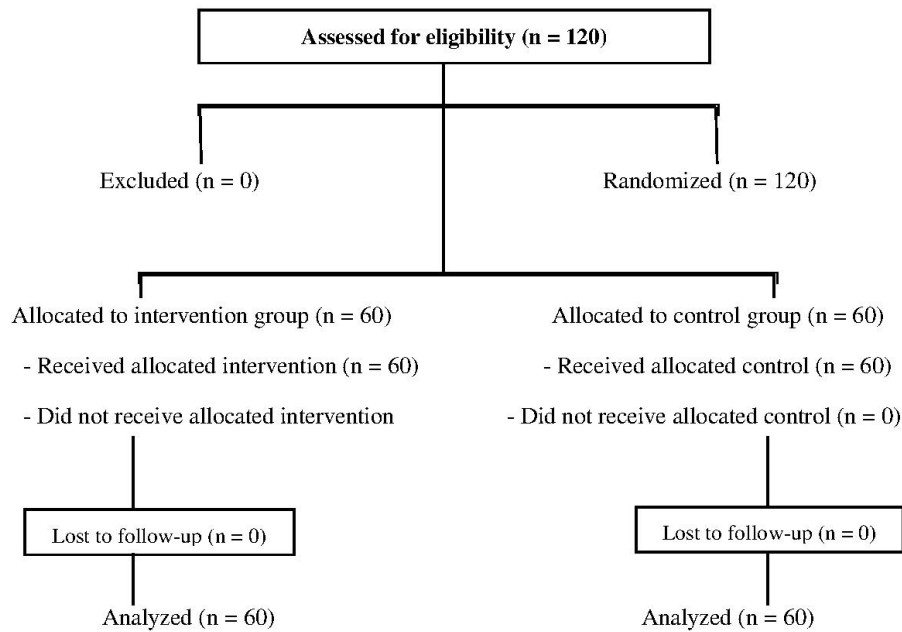 Assessed for eligibility (n = 120)
Excluded (n = 0)
Randomized (n = 120)
Allocated to intervention group (n = 60)
- Received allocated intervention (n = 60)
- Did not receive allocated intervention
Allocated to control group (n = 60)
- Received allocated control (n = 60)
- Did not receive allocated control (n = 0)
Lost to follow-up (n = 0)
Lost to follow-up (n = 0)
Analyzed (n = 60)
Analyzed (n = 60)